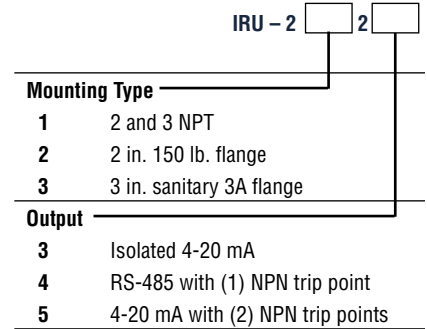 IRU – 2 2
Mounting Type
1 2 and 3 NPT
2 2 in. 150 lb. flange
3 3 in. sanitary 3A flange
Output
3 Isolated 4-20 mA
4 RS-485 with (1) NPN trip point
5 4-20 mA with (2) NPN trip points